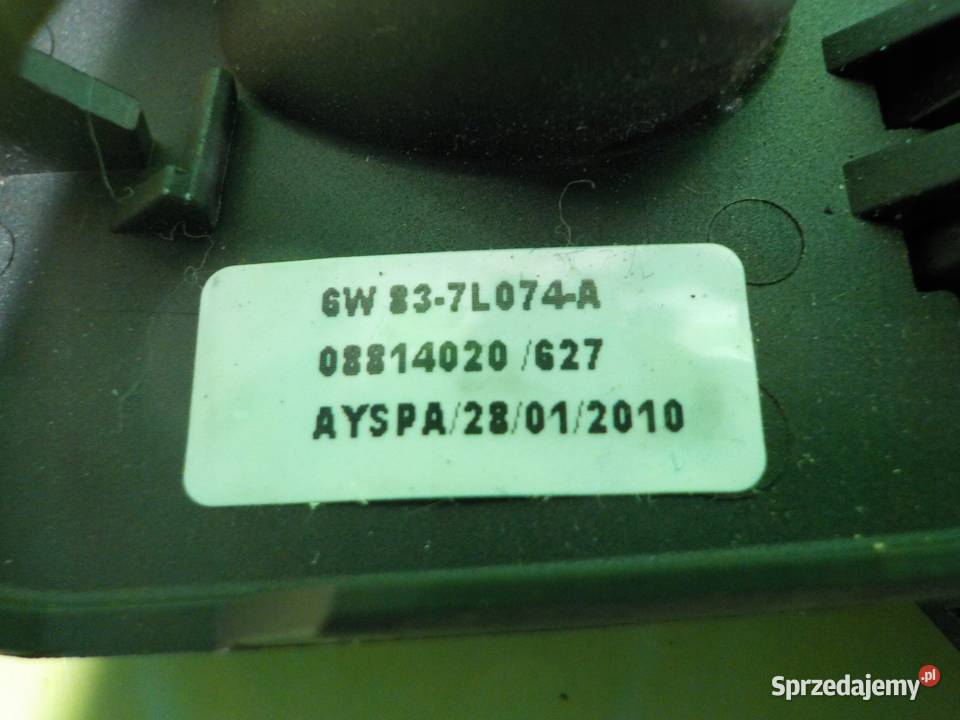 6W 83-7L074-A
08814020 /627
AYSPA/28/01/2010
Sprzedajemy.pl